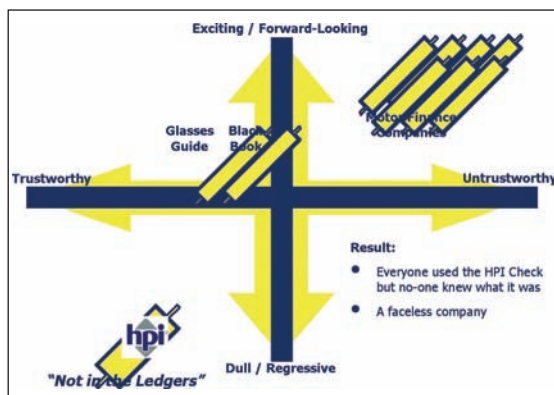 Exciting / Forward-Looking
Motor Finance
Companies
Glasses Black
Guide Book
Trustworthy
Untrustworthy
Result:
• Everyone used the HPI Check
but no-one knew what it was
• A faceless company
hpi
Dull / Regressive
“Not in the Ledgers”